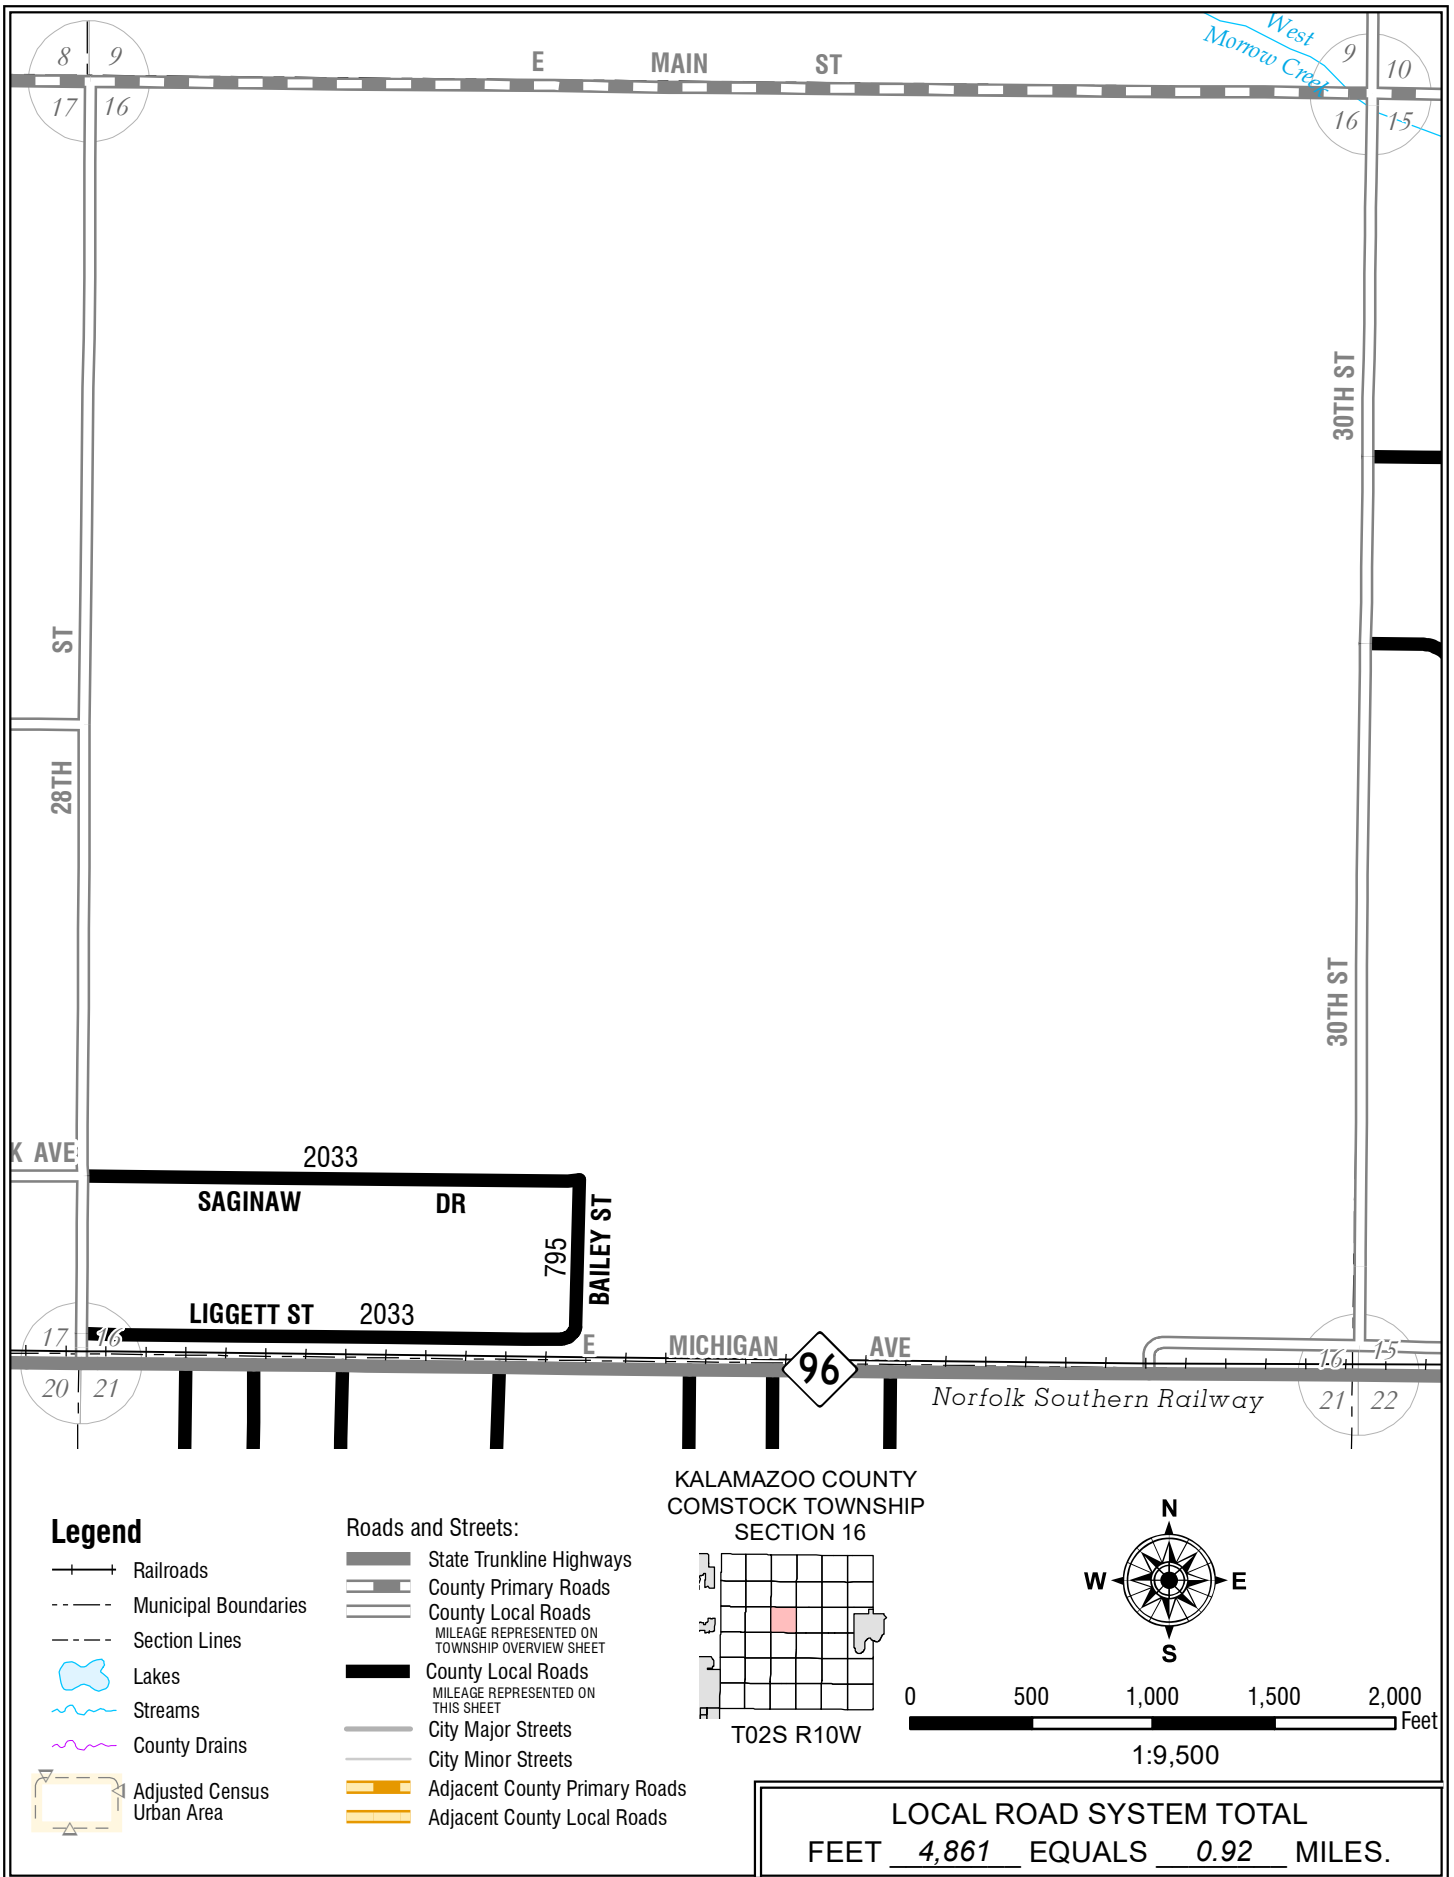 8 9
17 16
E MAIN ST
West
Morrow Creek
9 10
16 15
30TH ST
ST
28TH
30TH ST
K AVE
2033
SAGINAW DR
795
BAILEY ST
LIGGETT ST 2033
17 16
20 21
E MICHIGAN AVE
96
16 15
21 22
Norfolk Southern Railway
Legend
Railroads
Municipal Boundaries
Section Lines
Lakes
Streams
County Drains
Adjusted Census
Urban Area
Roads and Streets:
State Trunkline Highways
County Primary Roads
County Local Roads
MILEAGE REPRESENTED ON
TOWNSHIP OVERVIEW SHEET
County Local Roads
MILEAGE REPRESENTED ON
THIS SHEET
City Major Streets
City Minor Streets
Adjacent County Primary Roads
Adjacent County Local Roads
KALAMAZOO COUNTY
COMSTOCK TOWNSHIP
SECTION 16
T02S R10W
N
W E
S
0 500 1,000 1,500 2,000
Feet
1:9,500
LOCAL ROAD SYSTEM TOTAL
FEET 4,861 EQUALS 0.92 MILES.